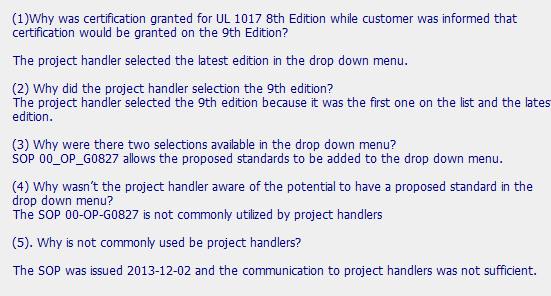 (1)Why was certification granted for UL 1017 8th Edition while customer was informed that
certification would be granted on the 9th Edition?
The project handler selected the latest edition in the drop down menu.
(2) Why did the project handler selection the 9th edition?
The project handler selected the 9th edition because it was the first one on the list and the lates
edition.
(3) Why were there two selections available in the drop down menu?
SOP 00_OP_G0827 allows the proposed standards to be added to the drop down menu.
(4) Why wasn't the project handler aware of the potential to have a proposed standard in the
drop down menu?
The SOP 00-OP-G0827 is not commonly utilized by project handlers
(5). Why is not commonly used be project handlers?
The SOP was issued 2013-12-02 and the communication to project handlers was not sufficient.